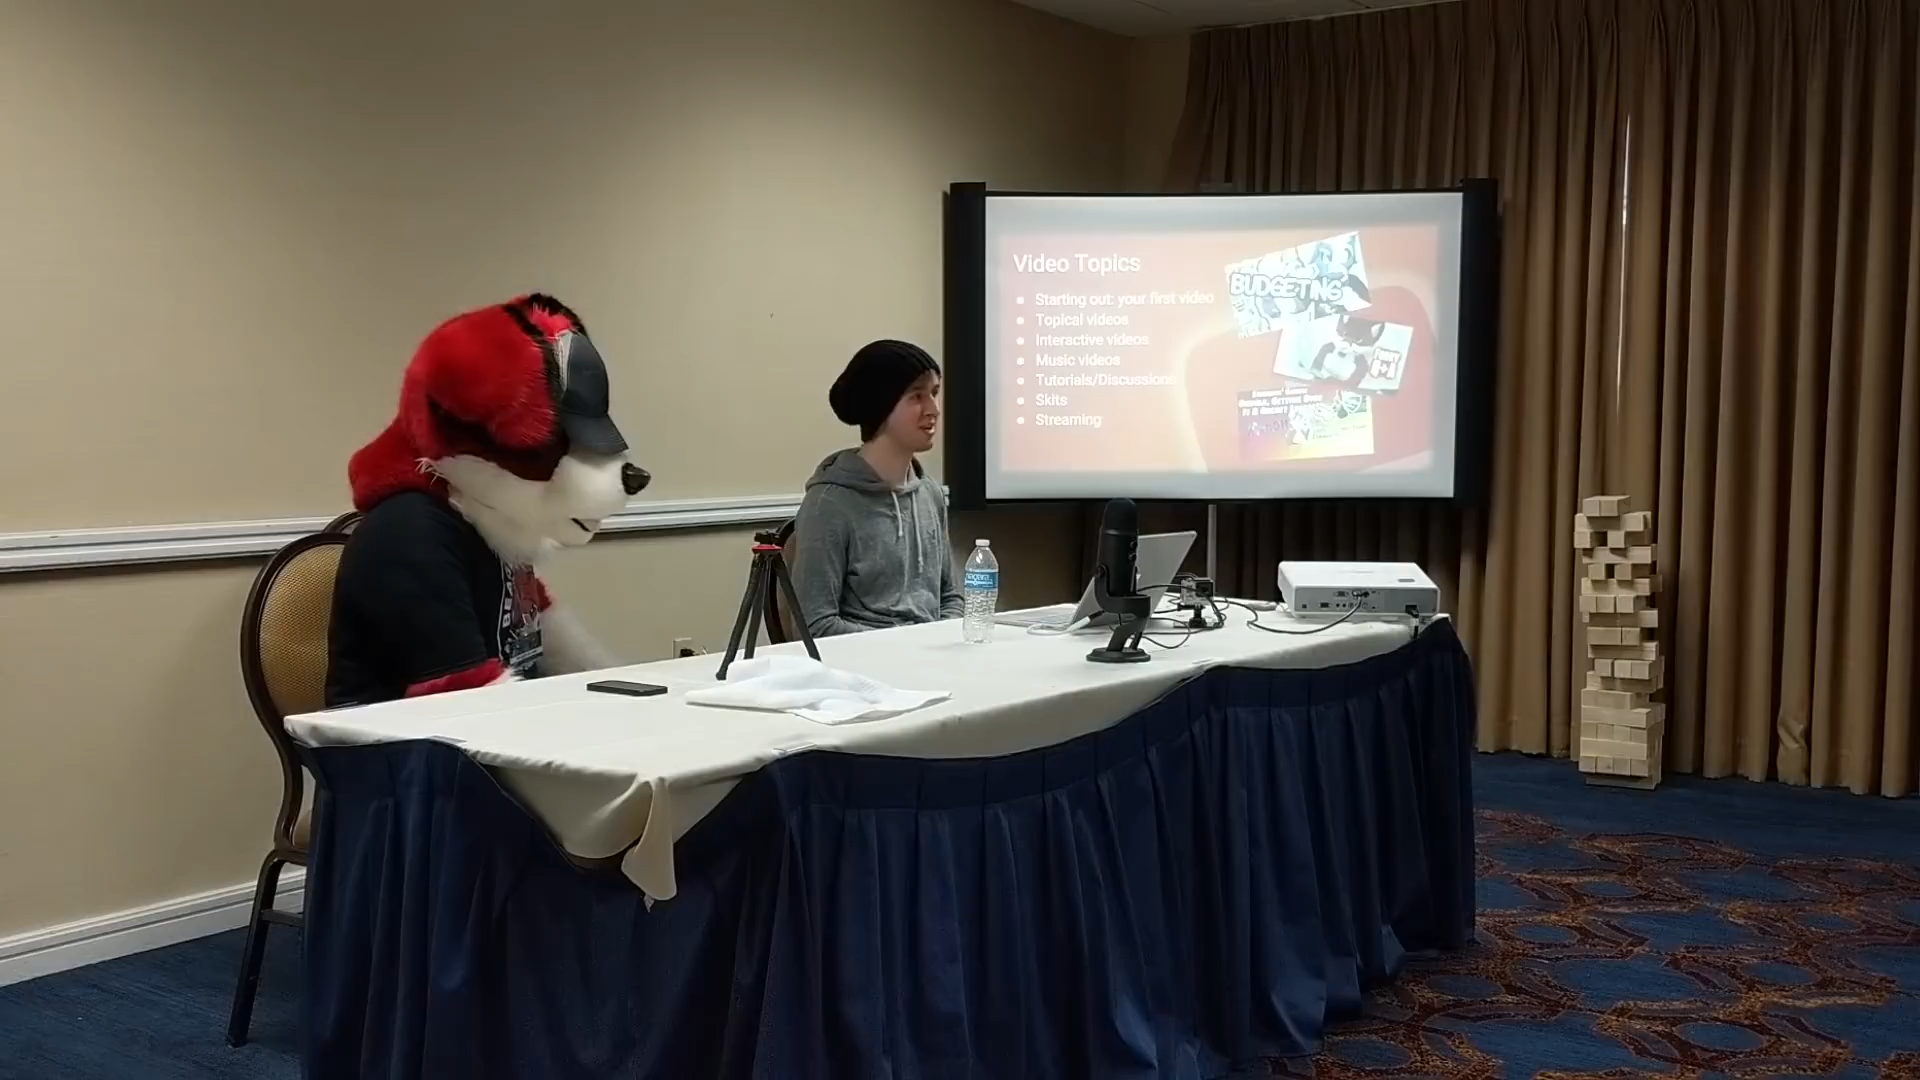 Video Topics
Starting out: your first video
Topical videos
Interactive videos
Music videos
Tutorials/Discussions
Skits
Streaming
BUDGETING